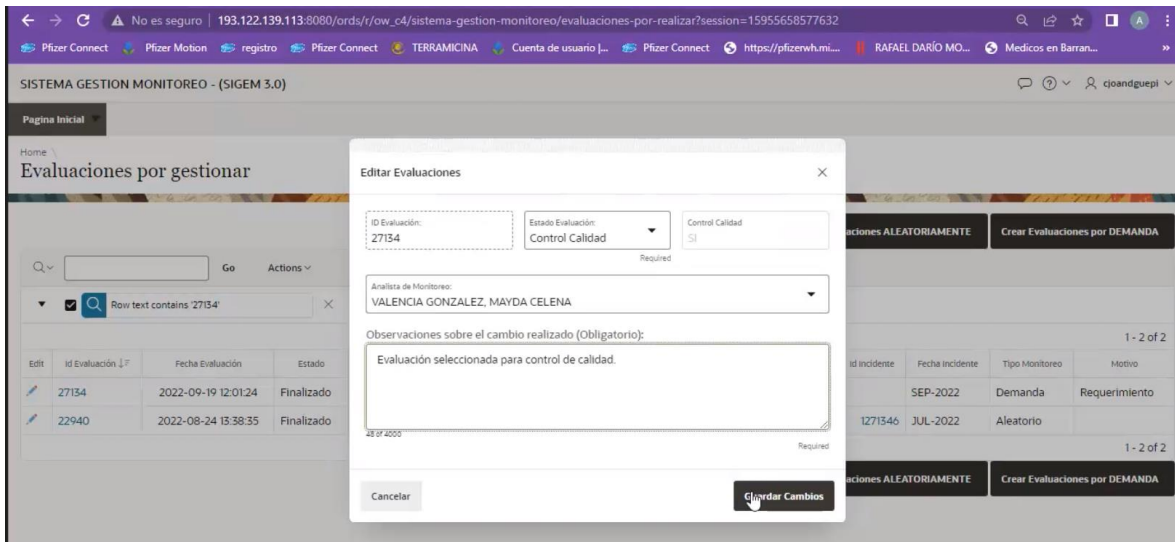 No es seguro | 193.122.139.113:8080/ords/r/ow_c4/sistema-gestion-monitoreo/evaluaciones-por-realizar?session=15955658577632
A
Pfizer Connect Pfizer Motion registro Pfizer Connect TERRAMICINA Cuenta de usuario |... Pfizer Connect https://pfizerwh.mi.... RAFAEL DARÍO MO... Medicos en Barran... »
SISTEMA GESTION MONITOREO - (SIGEM 3.0)
cjoandguepi
Pagina Inicial
Home \
Evaluaciones por gestionar
Editar Evaluaciones
ID Evaluación:
27134
Estado Evaluación:
Control Calidad
Required
Control Calidad
SI
aciones ALEATORIAMENTE
Crear Evaluaciones por DEMANDA
Go
Actions
Analista de Monitoreo:
VALENCIA GONZALEZ, MAYDA CELENA
Row text contains '27134'
Observaciones sobre el cambio realizado (Obligatorio):
Evaluación seleccionada para control de calidad.
48 of 4000
Required
1 - 2 of 2
Edit Id Evaluación Fecha Evaluación Estado Id Incidente Fecha Incidente Tipo Monitoreo Motivo
27134 2022-09-19 12:01:24 Finalizado SEP-2022 Demanda Requerimiento
22940 2022-08-24 13:38:35 Finalizado 1271346 JUL-2022 Aleatorio
1 - 2 of 2
aciones ALEATORIAMENTE
Crear Evaluaciones por DEMANDA
Cancelar
Guardar Cambios